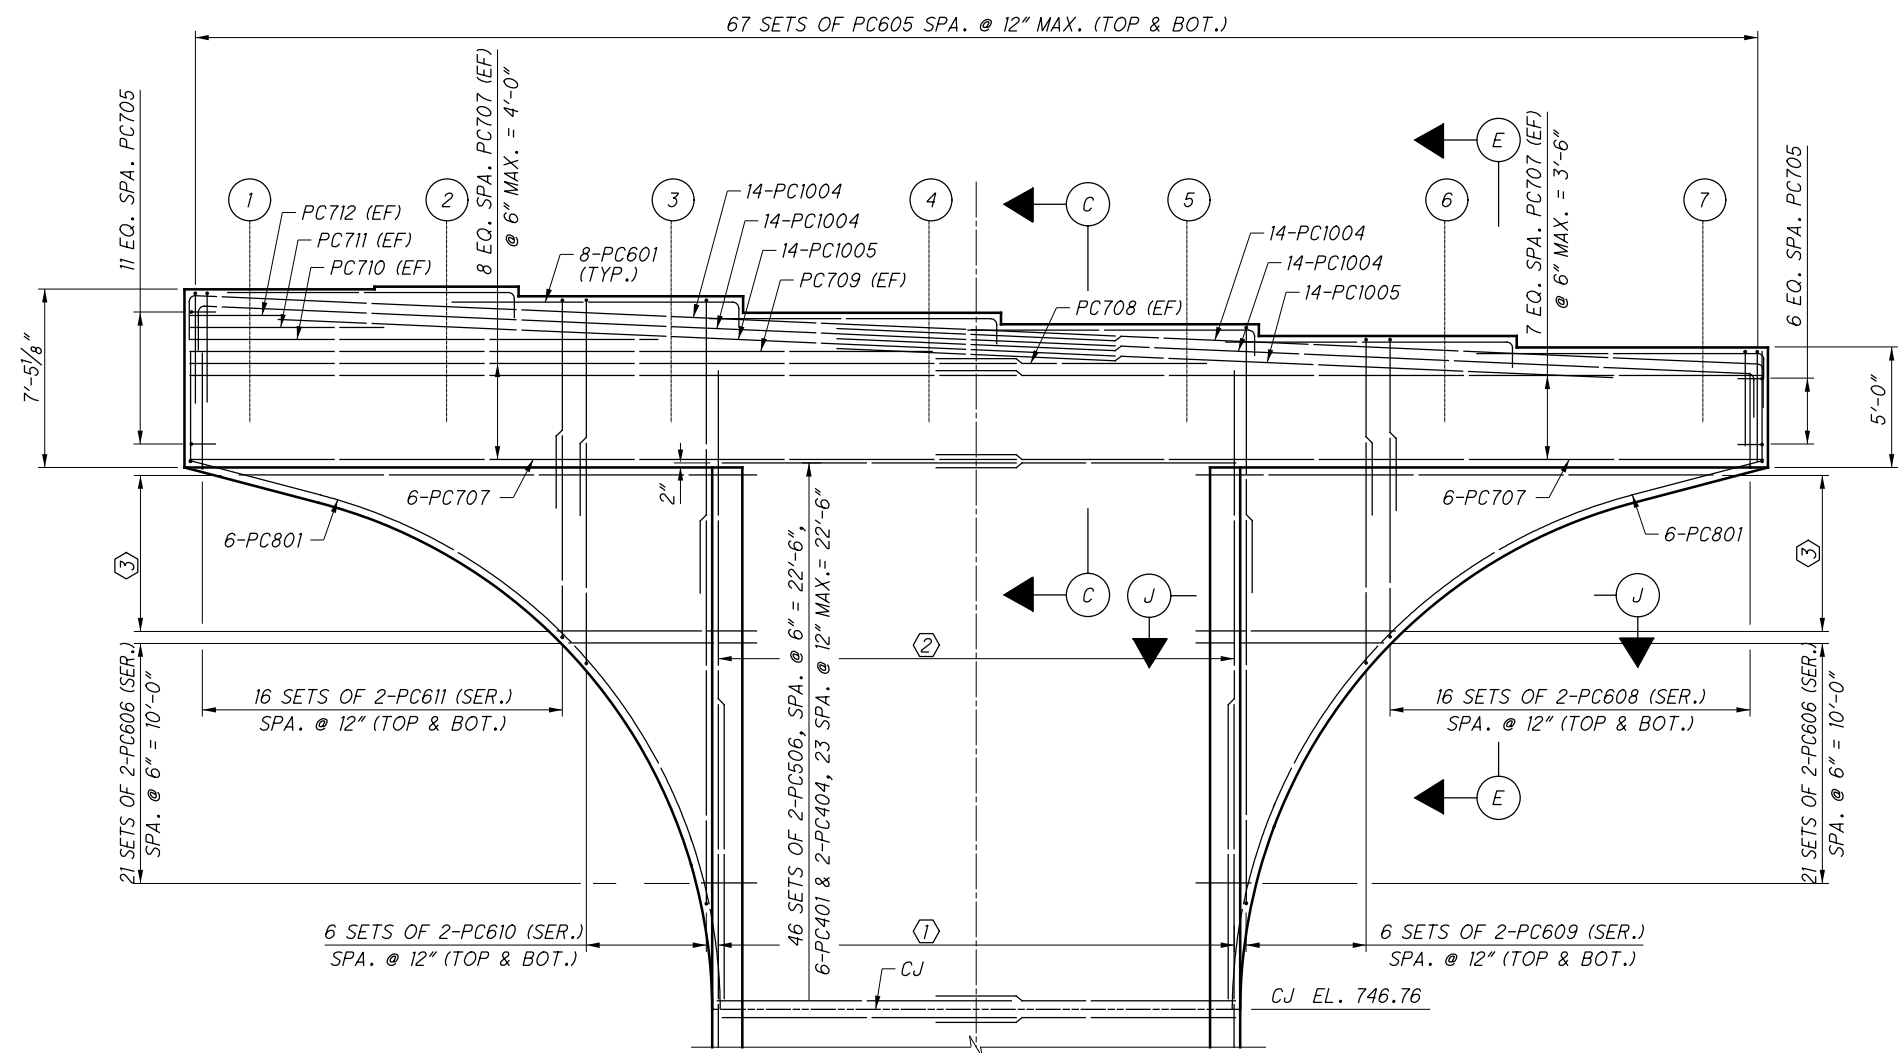 67 SETS OF PC605 SPA. @ 12" MAX. (TOP & BOT.)
11 EQ. SPA. PC705
8 EQ. SPA. PC707 (EF)
@ 6" MAX. = 4'-0"
7 EQ. SPA. PC707 (EF)
@ 6" MAX. = 3'-6"
6 EQ. SPA. PC705
1
2
3
4
5
6
7
E
C
PC712 (EF)
PC711 (EF)
PC710 (EF)
8-PC601
(TYP.)
14-PC1004
14-PC1004
14-PC1005
PC709 (EF)
PC708 (EF)
14-PC1004
14-PC1004
14-PC1005
7'-5 1/8"
5'-0"
2"
6-PC707
6-PC707
6-PC801
6-PC801
3
3
C
J
J
2
46 SETS OF 2-PC506, SPA. @ 6" = 22'-6",
6-PC401 & 2-PC404, 23 SPA. @ 12" MAX.= 22'-6"
16 SETS OF 2-PC611 (SER.)
SPA. @ 12" (TOP & BOT.)
16 SETS OF 2-PC608 (SER.)
SPA. @ 12" (TOP & BOT.)
21 SETS OF 2-PC606 (SER.)
SPA. @ 6" = 10'-0"
21 SETS OF 2-PC606 (SER.)
SPA. @ 6" = 10'-0"
E
6 SETS OF 2-PC610 (SER.)
SPA. @ 12" (TOP & BOT.)
1
6 SETS OF 2-PC609 (SER.)
SPA. @ 12" (TOP & BOT.)
CJ
CJ EL. 746.76